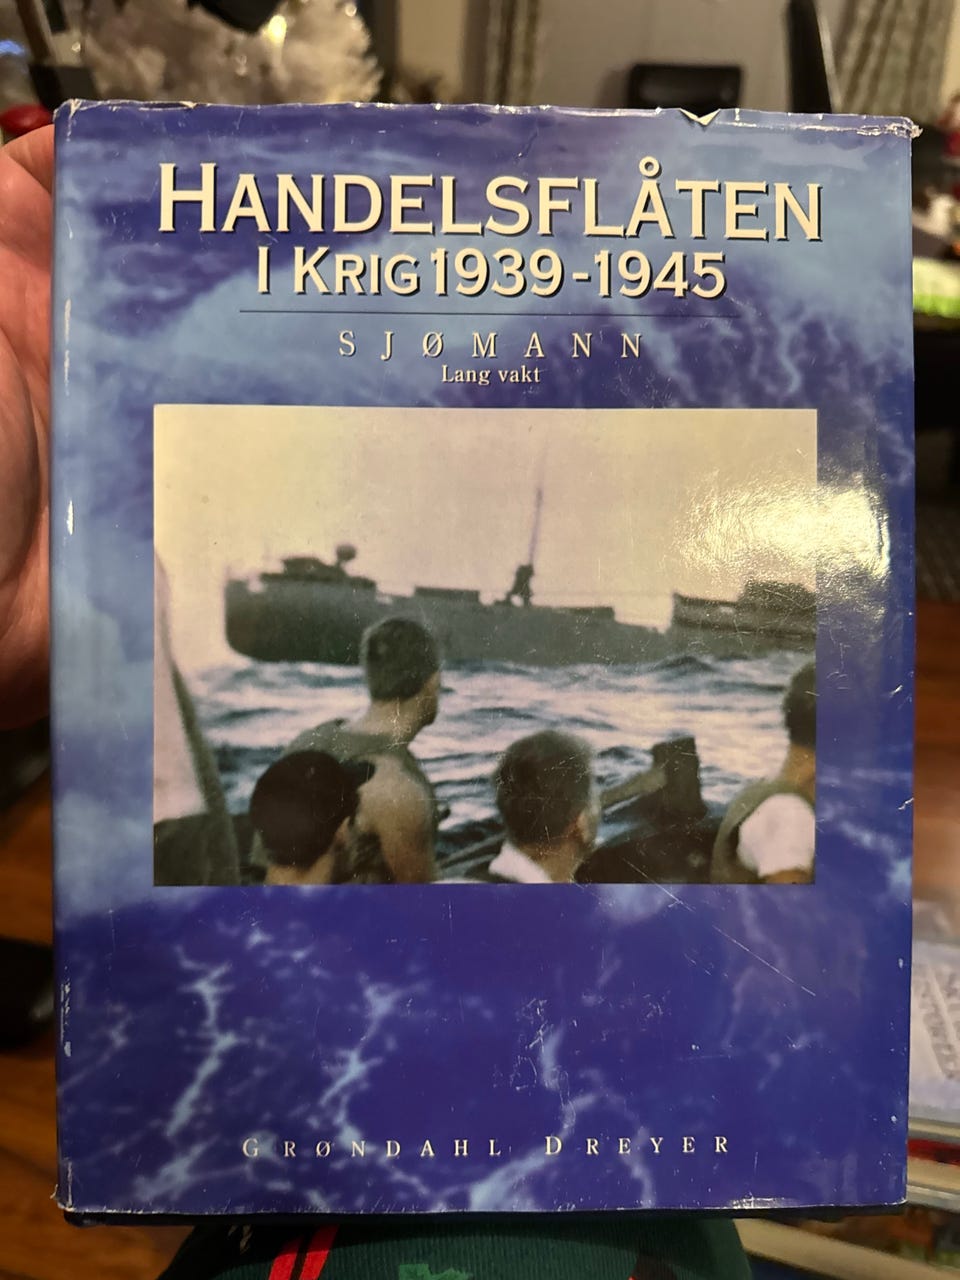 HANDELSFLÅTEN
I KRIG 1939-1945
SJØMANN
Lang vakt
GRØNDAHL DREYER